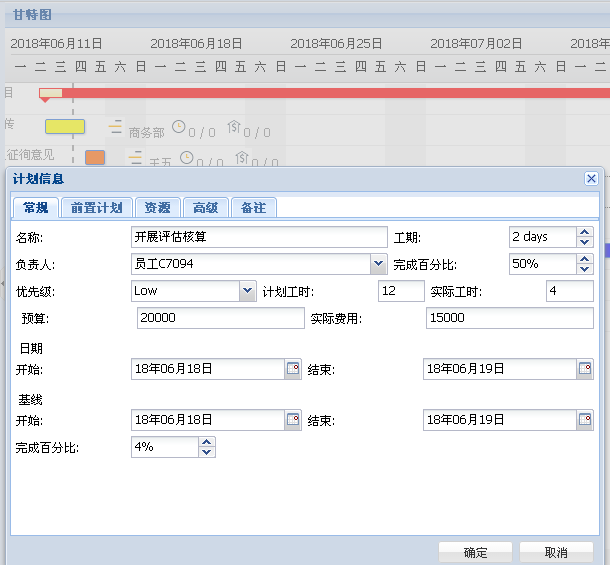 甘特图
2018年06月11日 2018年06月18日 2018年06月25日 2018年07月02日 2018年
一 二 三 四 五 六 日 一 二 三 四 五 六 日 一 二 三 四 五 六 日 一 二 三 四 五 六 日 一 二
目
传 商务部 0 / 0 0 / 0
征徇意见 王五 0 / 0 0 / 0
计划信息
常规 前置计划 资源 高级 备注
名称: 开展评估核算 工期: 2 days
负责人: 员工C7094 完成百分比: 50%
优先级: Low 计划工时: 12 实际工时: 4
预算: 20000 实际费用: 15000
日期
开始: 18年06月18日 结束: 18年06月19日
基线
开始: 18年06月18日 结束: 18年06月19日
完成百分比: 4%
确定 取消